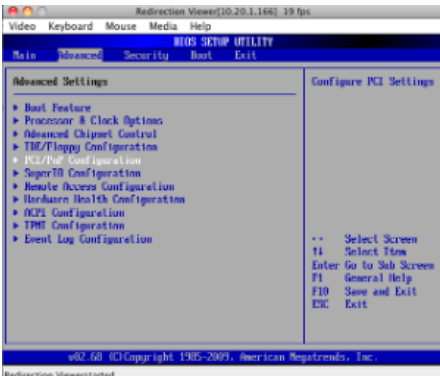 Redirection Viewer[10.20.1.166] 19 fps
Video Keyboard Mouse Media Help
BIOS SETUP UTILITY
Main Advanced Security Boot Exit
Advanced Settings
Configure PCI Settings
▶ Boot Feature
▶ Processor & Clock Options
▶ Advanced Chipset Control
▶ IDE/Floppy Configuration
▶ PCI/PnP Configuration
▶ SuperIO Configuration
▶ Remote Access Configuration
▶ Hardware Health Configuration
▶ ACPI Configuration
▶ IPMI Configuration
▶ Event Log Configuration
Select Screen
↑↓ Select Item
Enter Go to Sub Screen
F1 General Help
F10 Save and Exit
ESC Exit
v02.68 (C)Copyright 1985-2009, American Megatrends, Inc.
Redirection Viewerstarted